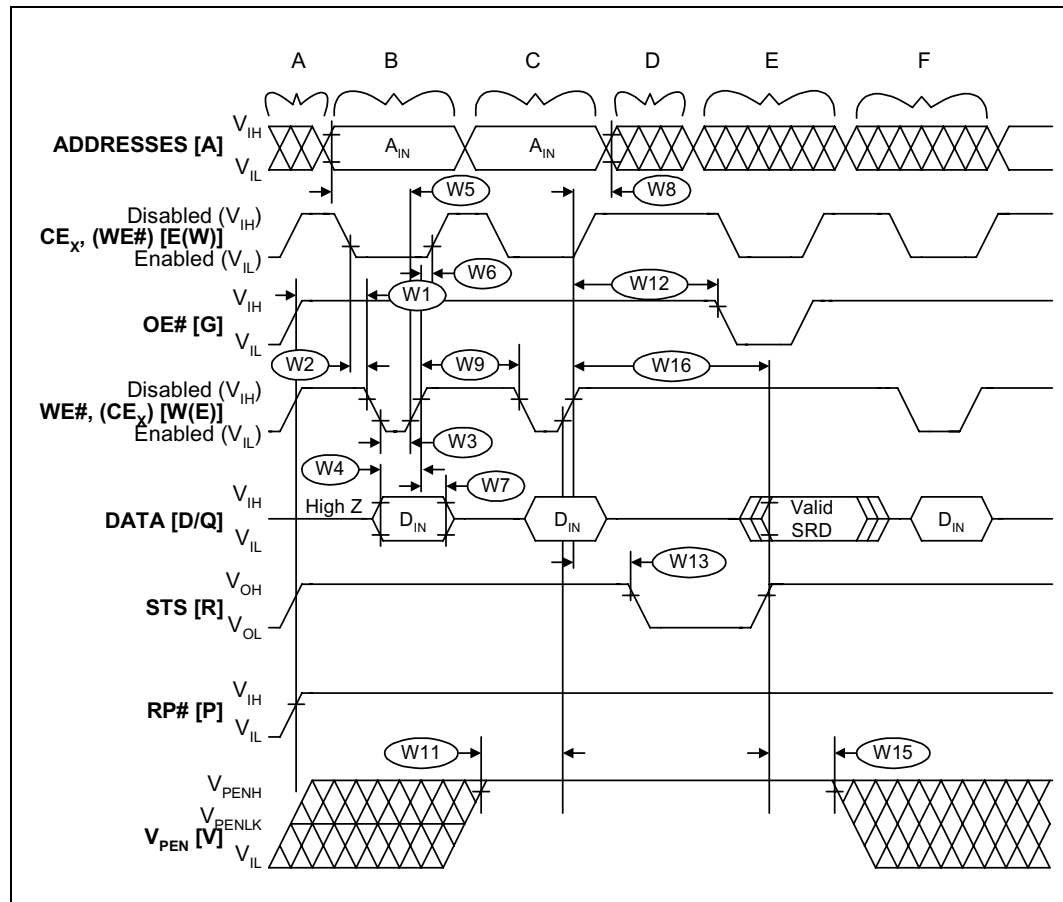 A B C D E F
V_IH
ADDRESSES [A] A_IN A_IN
V_IL
W5 W8
Disabled (V_IH)
CE_X, (WE#) [E(W)]
Enabled (V_IL)
W6
W12
V_IH W1
OE# [G]
V_IL
W2 W9 W16
Disabled (V_IH)
WE#, (CE_X) [W(E)]
Enabled (V_IL)
W3
W4
W7
V_IH High Z Valid
DATA [D/Q] D_IN D_IN SRD D_IN
V_IL
W13
V_OH
STS [R]
V_OL
V_IH
RP# [P]
V_IL
W11 W15
V_PENH
V_PENLK
V_PEN [V]
V_IL